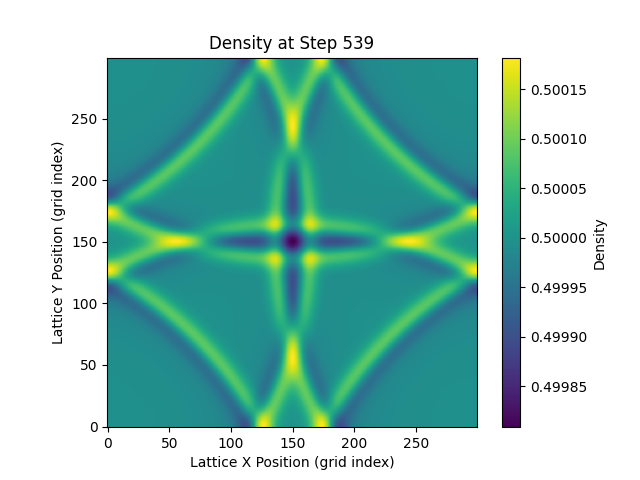 Density at Step 539
Lattice Y Position (grid index)
250
200
150
100
50
0
0 50 100 150 200 250
Lattice X Position (grid index)
0.50015
0.50010
0.50005
0.50000
0.49995
0.49990
0.49985
Density